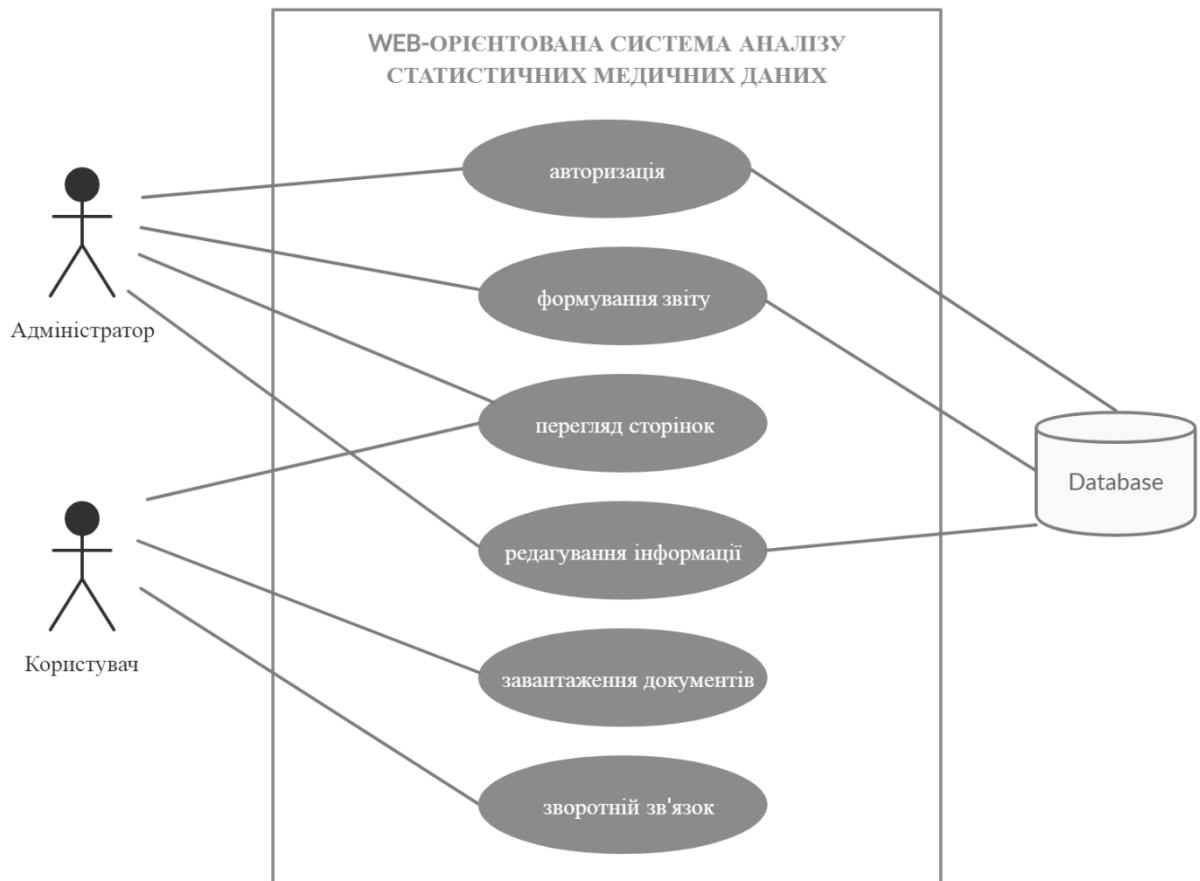 WEB-ОРІЄНТОВАНА СИСТЕМА АНАЛІЗУ
СТАТИСТИЧНИХ МЕДИЧНИХ ДАНИХ
авторизація
формування звіту
Адміністратор
перегляд сторінок
Database
редагування інформації
Користувач
завантаження документів
зворотній зв'язок